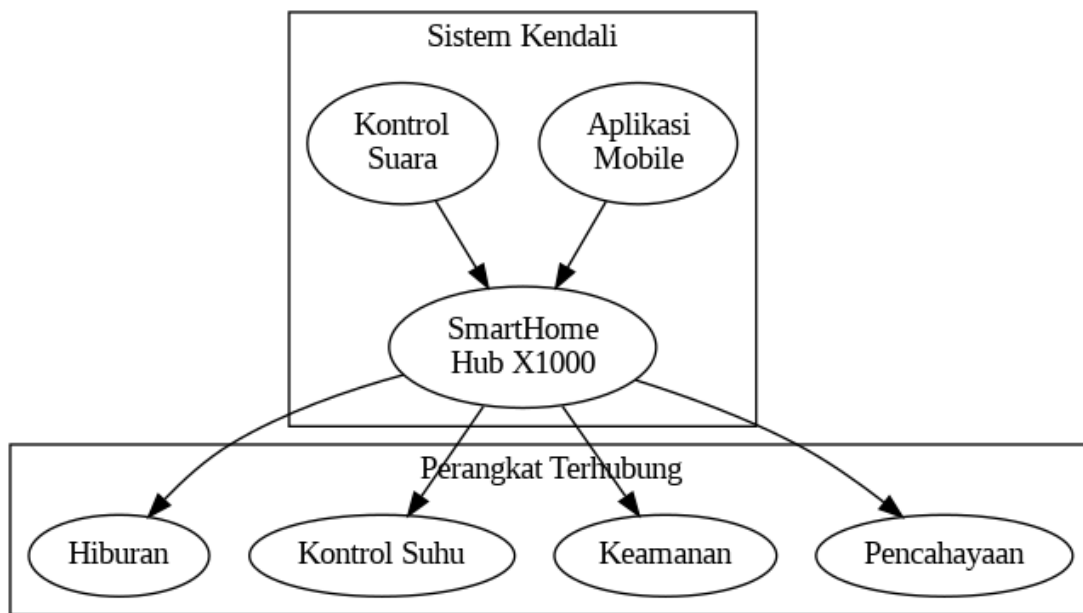 Sistem Kendali
Kontrol
Suara
Aplikasi
Mobile
SmartHome
Hub X1000
Perangkat Terhubung
Hiburan
Kontrol Suhu
Keamanan
Pencahayaan